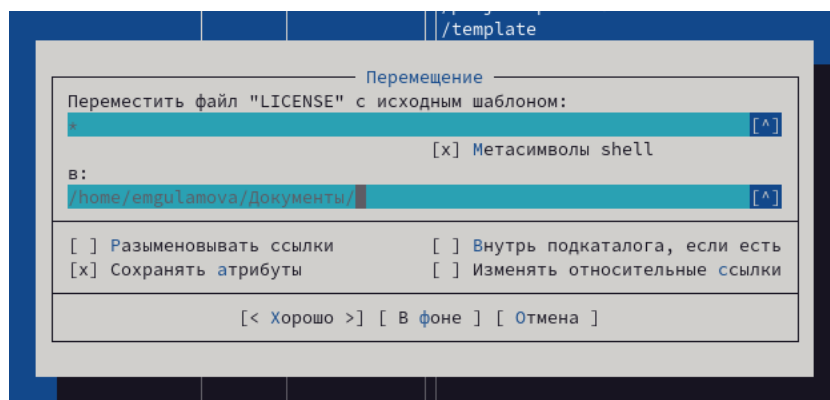 /template
Перемещение
Переместить файл "LICENSE" с исходным шаблоном:
* [^]
[x] Метасимволы shell
в:
/home/emgulamova/Документы/ [^]
[ ] Разыменовывать ссылки [ ] Внутрь подкаталога, если есть
[x] Сохранять атрибуты [ ] Изменять относительные ссылки
[< Хорошо >] [ В фоне ] [ Отмена ]